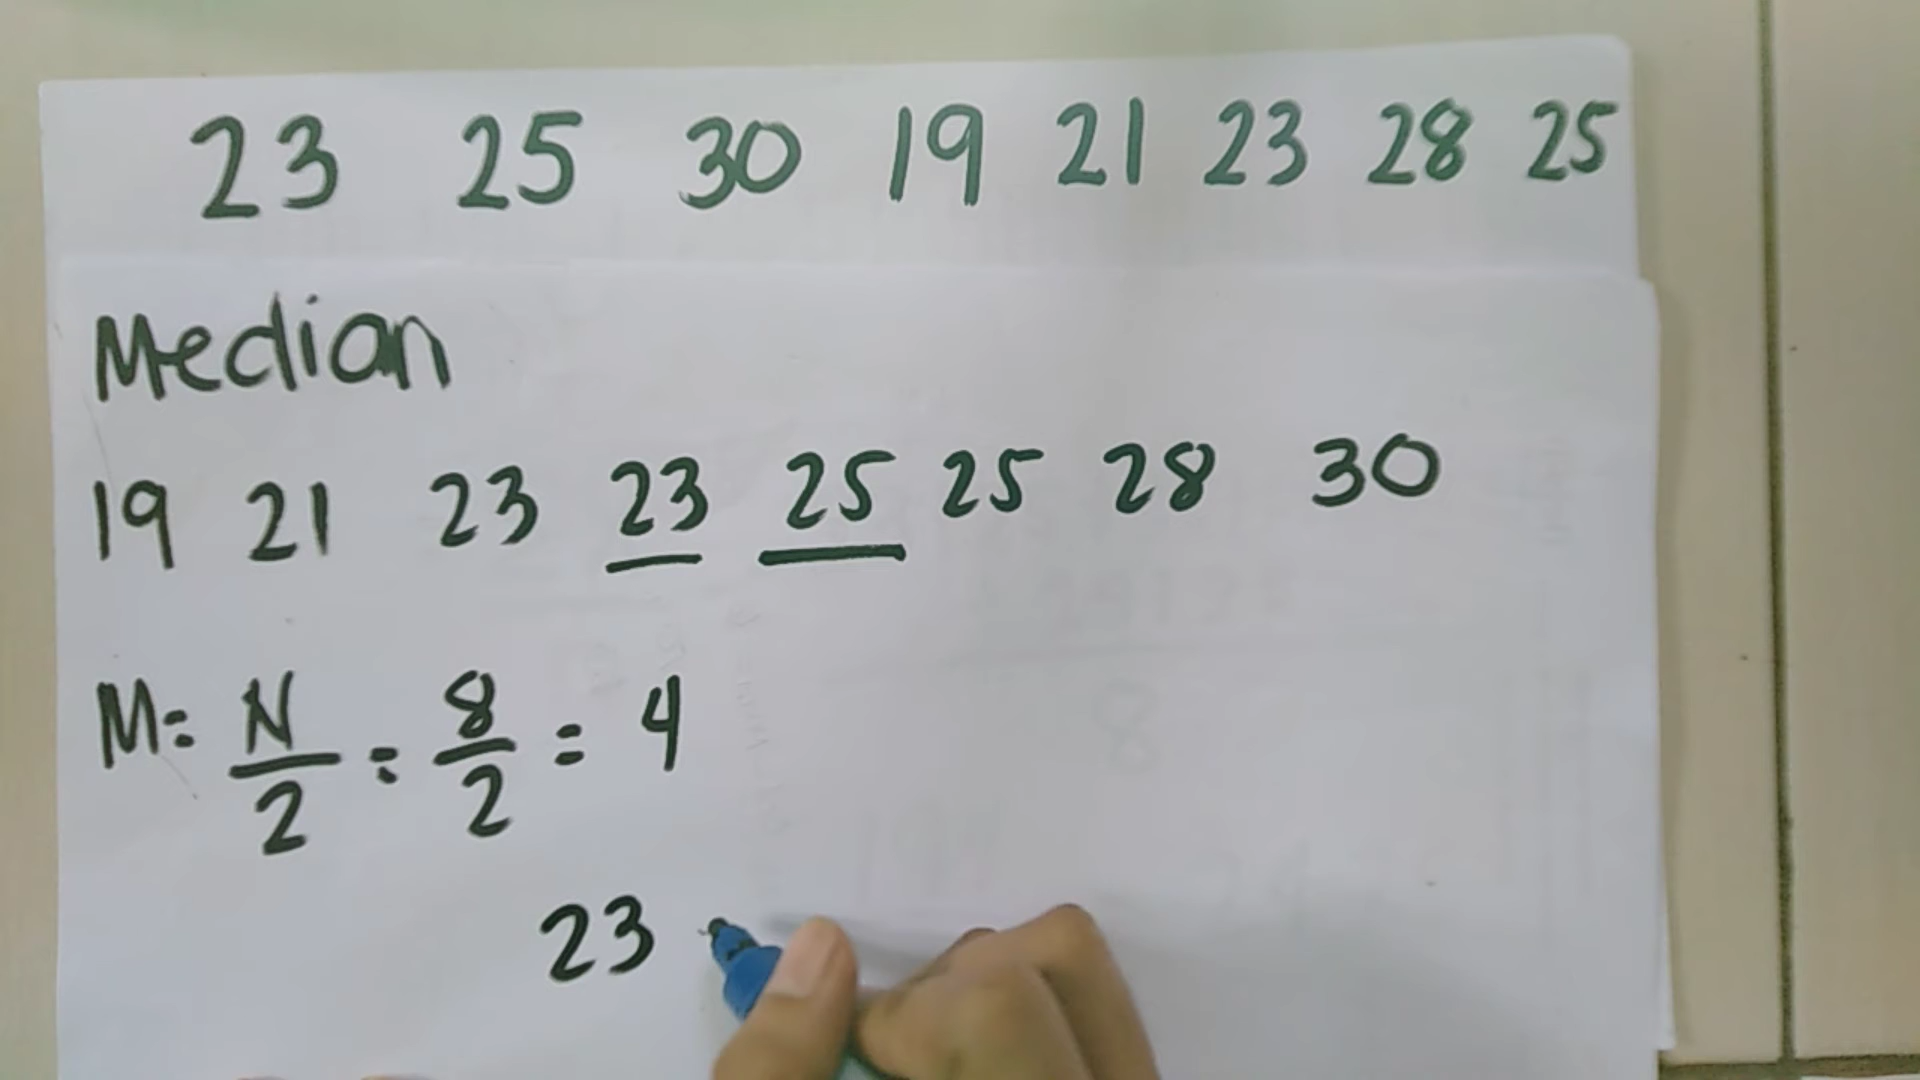 23 25 30 19 21 23 28 25
Median
19 21 23 23 25 25 28 30
M= N/2 = 8/2 = 4
23